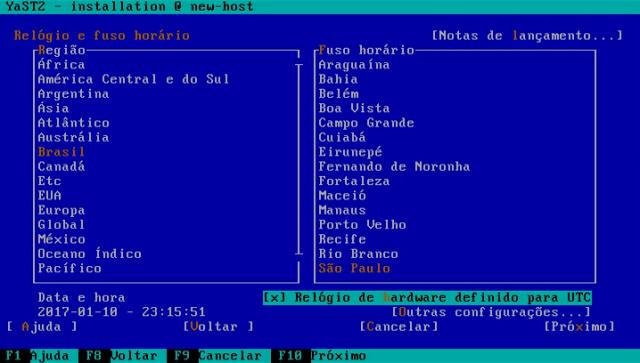 YaST2 - installation @ new-host
Relógio e fuso horário [Notas de lançamento...]
Região
África
América Central e do Sul
Argentina
Ásia
Atlântico
Austrália
Brasil
Canadá
Etc
EUA
Europa
Global
México
Oceano Índico
Pacífico
Fuso horário
Araguaína
Bahia
Belém
Boa Vista
Campo Grande
Cuiabá
Eirunepé
Fernando de Noronha
Fortaleza
Maceió
Manaus
Porto Velho
Recife
Rio Branco
São Paulo
Data e hora [x] Relógio de hardware definido para UTC
2017-01-10 - 23:15:51 [Outras configurações...]
[ Ajuda ] [Voltar ] [Cancelar] [Próximo]
F1 Ajuda F8 Voltar F9 Cancelar F10 Próximo